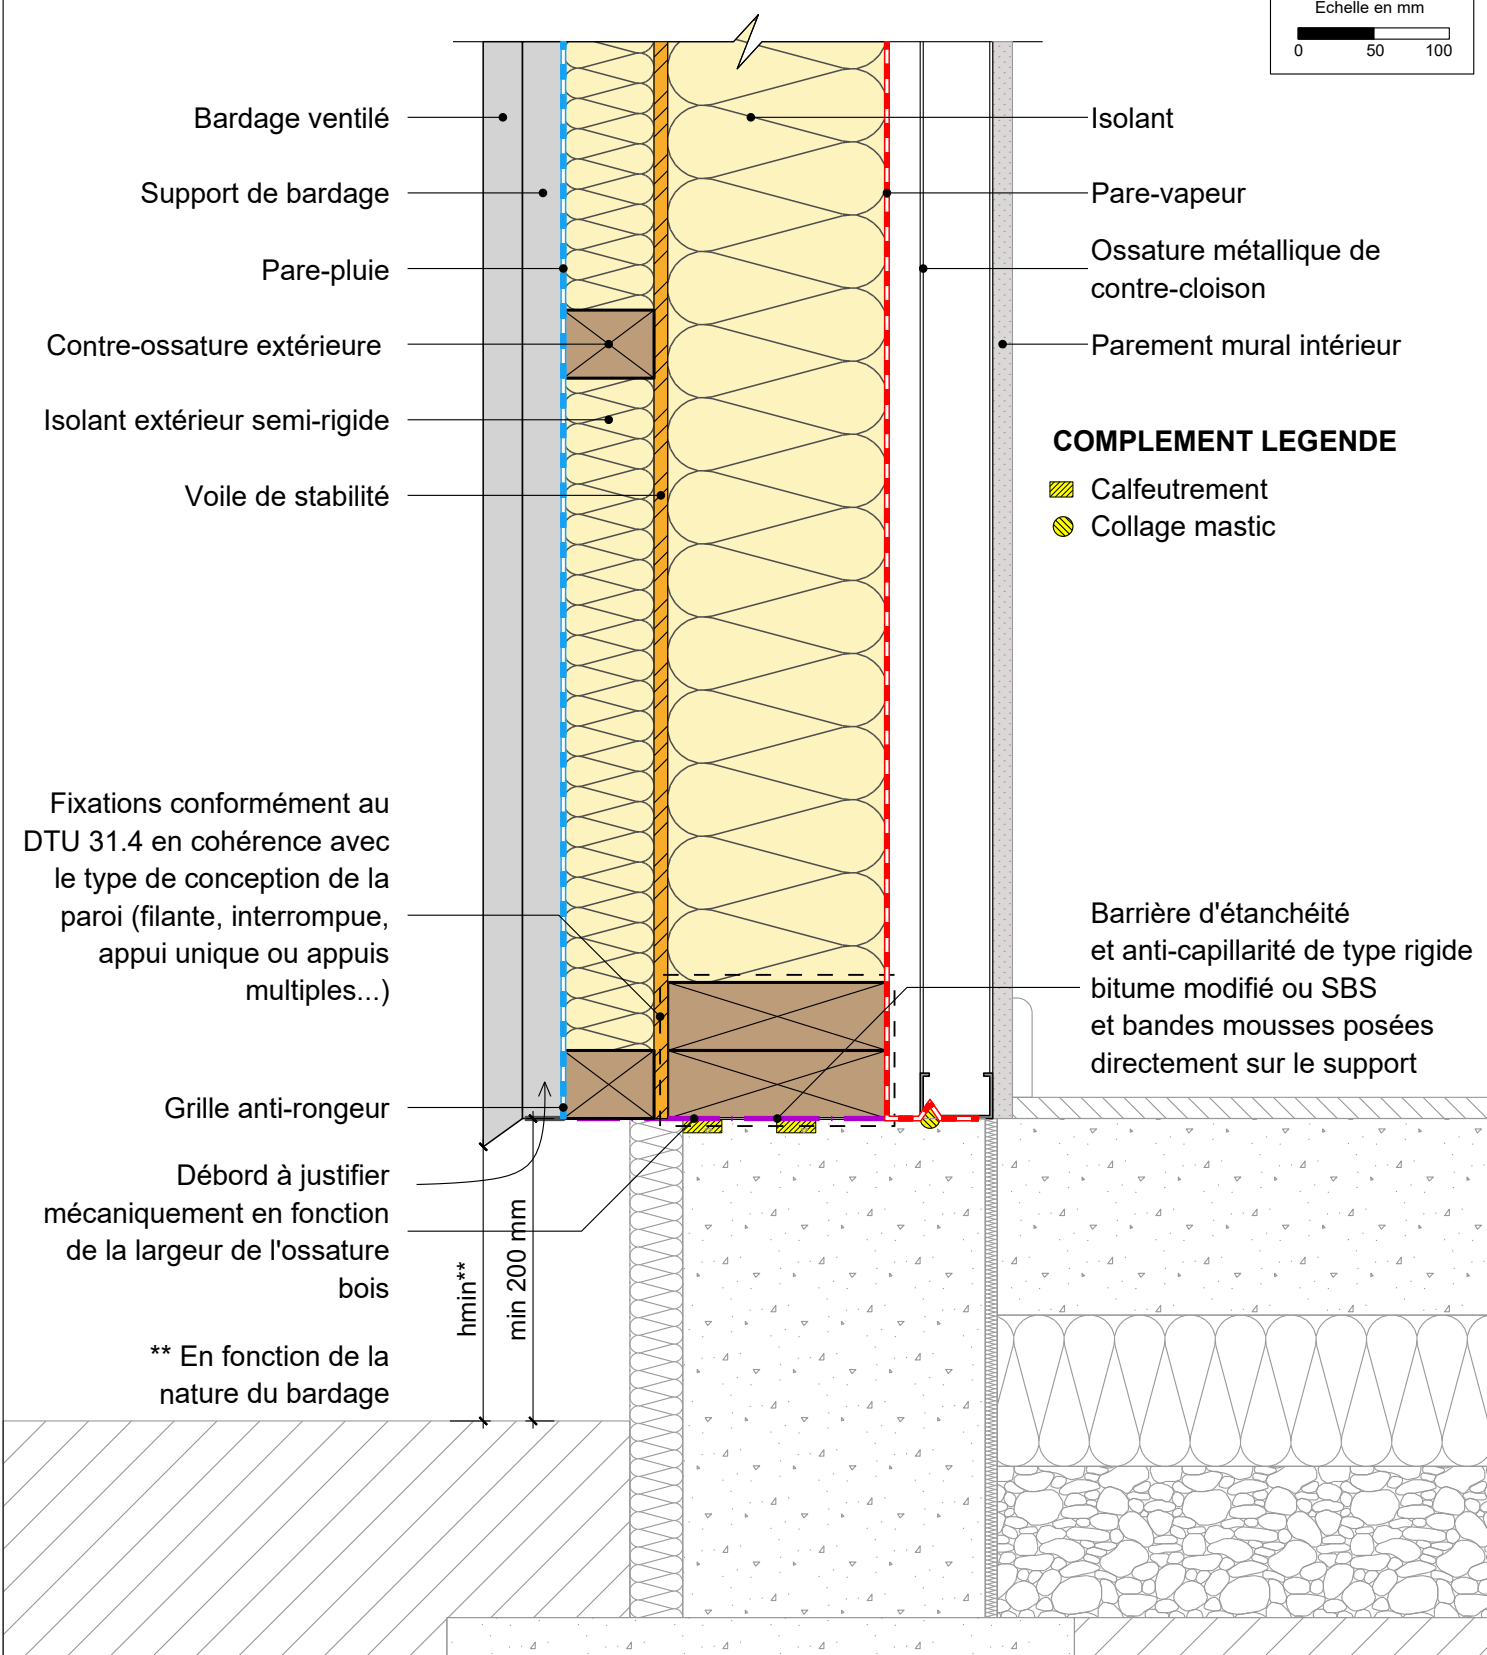 Echelle en mm
0 50 100
Bardage ventilé
Support de bardage
Pare-pluie
Contre-ossature extérieure
Isolant extérieur semi-rigide
Voile de stabilité
Fixations conformément au
DTU 31.4 en cohérence avec
le type de conception de la
paroi (filante, interrompue,
appui unique ou appuis
multiples...)
Grille anti-rongeur
Débord à justifier
mécaniquement en fonction
de la largeur de l'ossature
bois
** En fonction de la
nature du bardage
hmin**
min 200 mm
Isolant
Pare-vapeur
Ossature métallique de
contre-cloison
Parement mural intérieur
COMPLEMENT LEGENDE
Calfeutrement
Collage mastic
Barrière d'étanchéité
et anti-capillarité de type rigide
bitume modifié ou SBS
et bandes mousses posées
directement sur le support